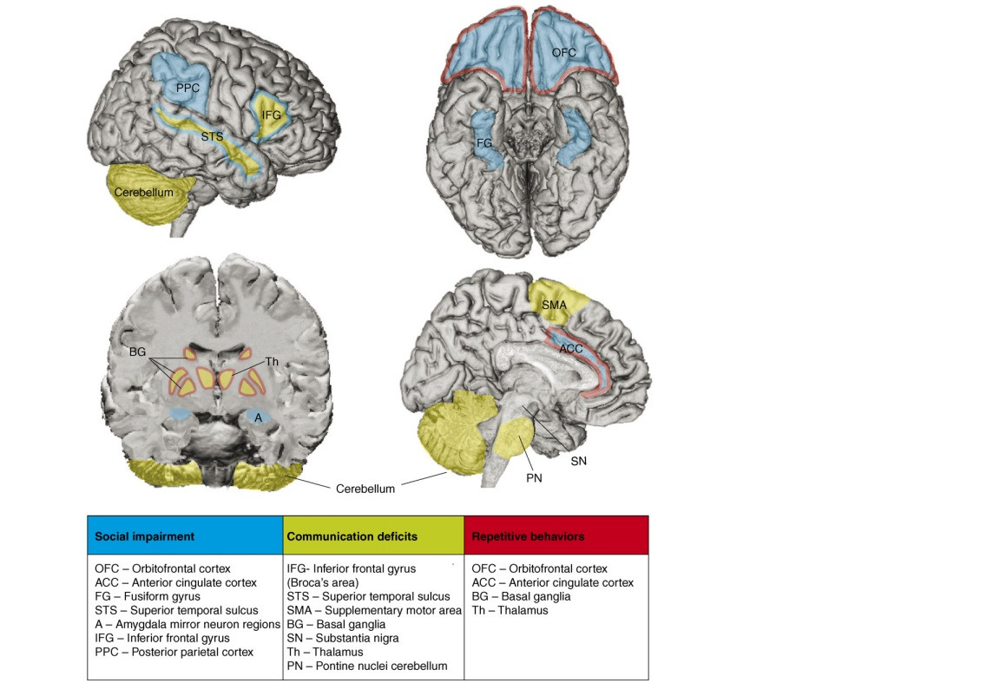 OFC
PPC
IFG
STS
FG
Cerebellum
SMA
ACC
BG
Th
A
SN
PN
Cerebellum
Social impairment
Communication deficits
Repetitive behaviors
OFC – Orbitofrontal cortex
ACC – Anterior cingulate cortex
FG – Fusiform gyrus
STS – Superior temporal sulcus
A – Amygdala mirror neuron regions
IFG – Inferior frontal gyrus
PPC – Posterior parietal cortex
IFG- Inferior frontal gyrus
(Broca's area)
STS – Superior temporal sulcus
SMA – Supplementary motor area
BG – Basal ganglia
SN – Substantia nigra
Th – Thalamus
PN – Pontine nuclei cerebellum
OFC – Orbitofrontal cortex
ACC – Anterior cingulate cortex
BG – Basal ganglia
Th – Thalamus